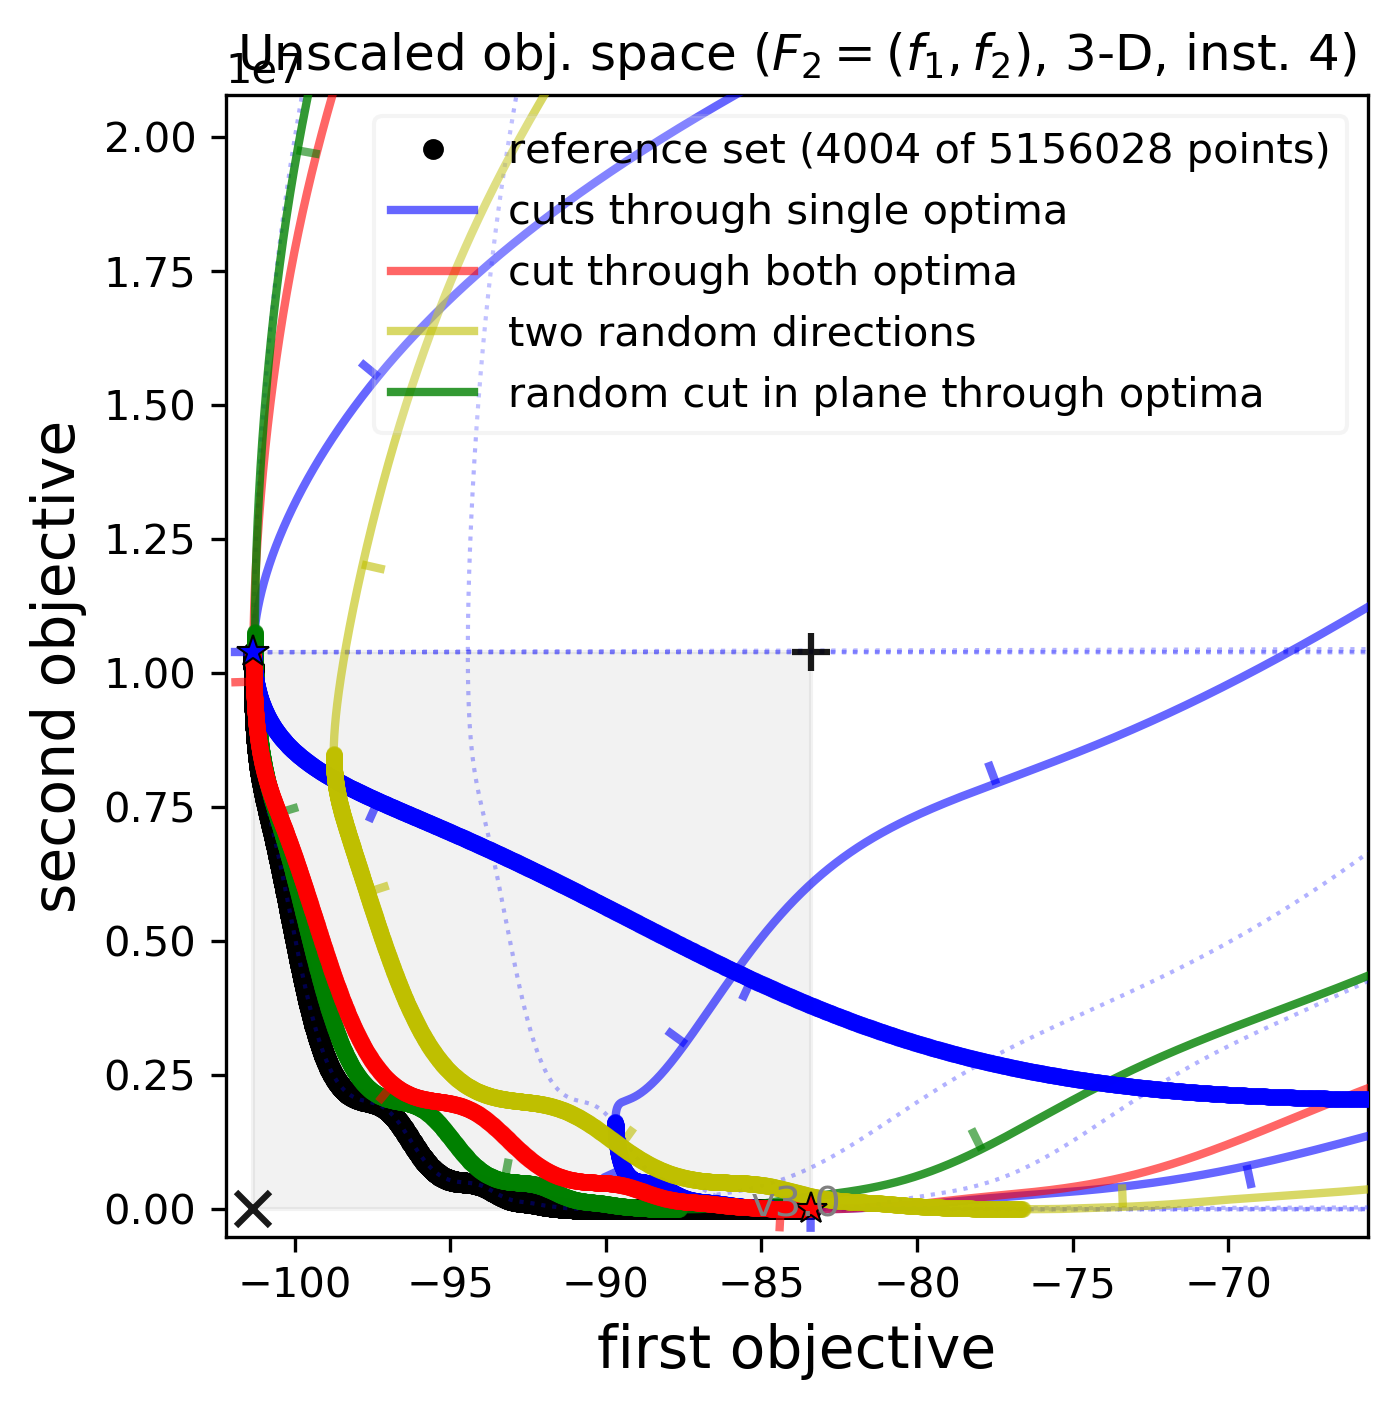 Unscaled obj. space (F₂ = (f₁, f₂), 3-D, inst. 4)
1e7
reference set (4004 of 5156028 points)
cuts through single optima
cut through both optima
two random directions
random cut in plane through optima
second objective
2.00
1.75
1.50
1.25
1.00
0.75
0.50
0.25
0.00
v3.0
−100
−95
−90
−85
−80
−75
−70
first objective